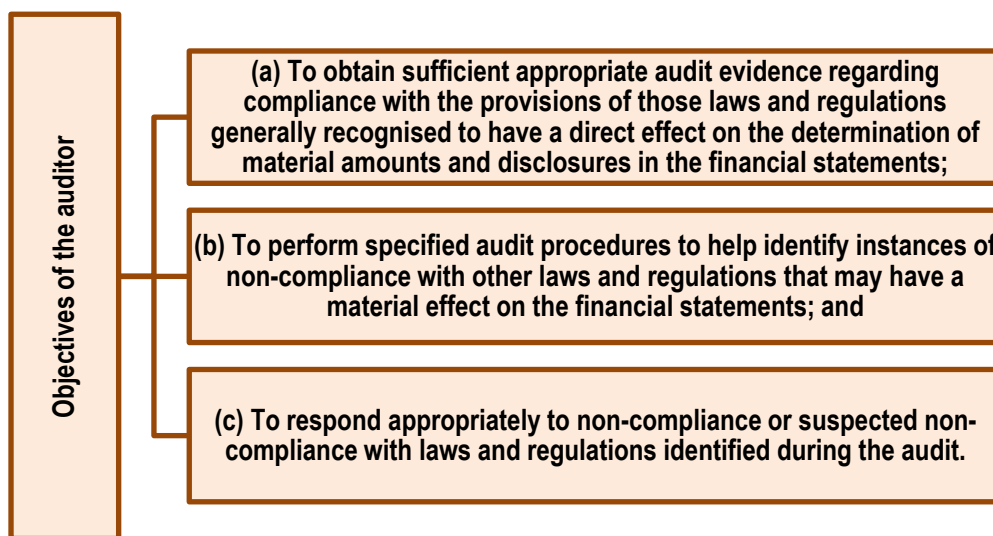 Objectives of the auditor
(a) To obtain sufficient appropriate audit evidence regarding
compliance with the provisions of those laws and regulations
generally recognised to have a direct effect on the determination of
material amounts and disclosures in the financial statements;
(b) To perform specified audit procedures to help identify instances of
non-compliance with other laws and regulations that may have a
material effect on the financial statements; and
(c) To respond appropriately to non-compliance or suspected non-
compliance with laws and regulations identified during the audit.